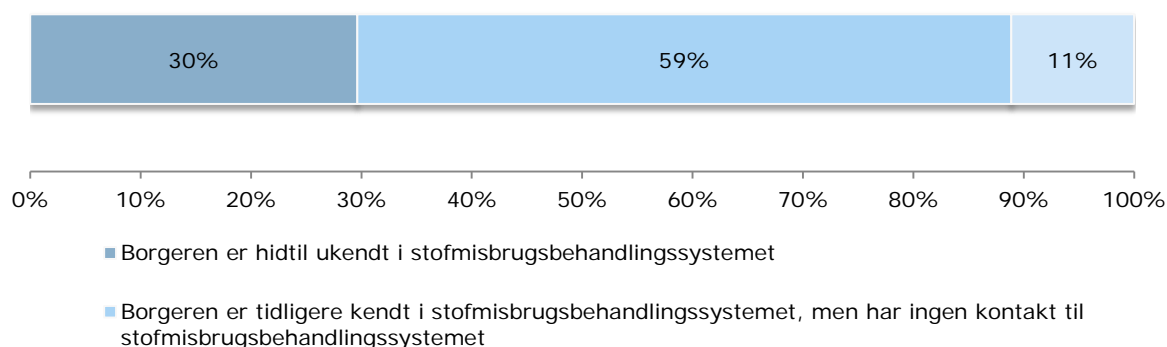 30% 59% 11%
0% 10% 20% 30% 40% 50% 60% 70% 80% 90% 100%
Borgeren er hidtil ukendt i stofmisbrugsbehandlingssystemet
Borgeren er tidligere kendt i stofmisbrugsbehandlingssystemet, men har ingen kontakt til
stofmisbrugsbehandlingssystemet